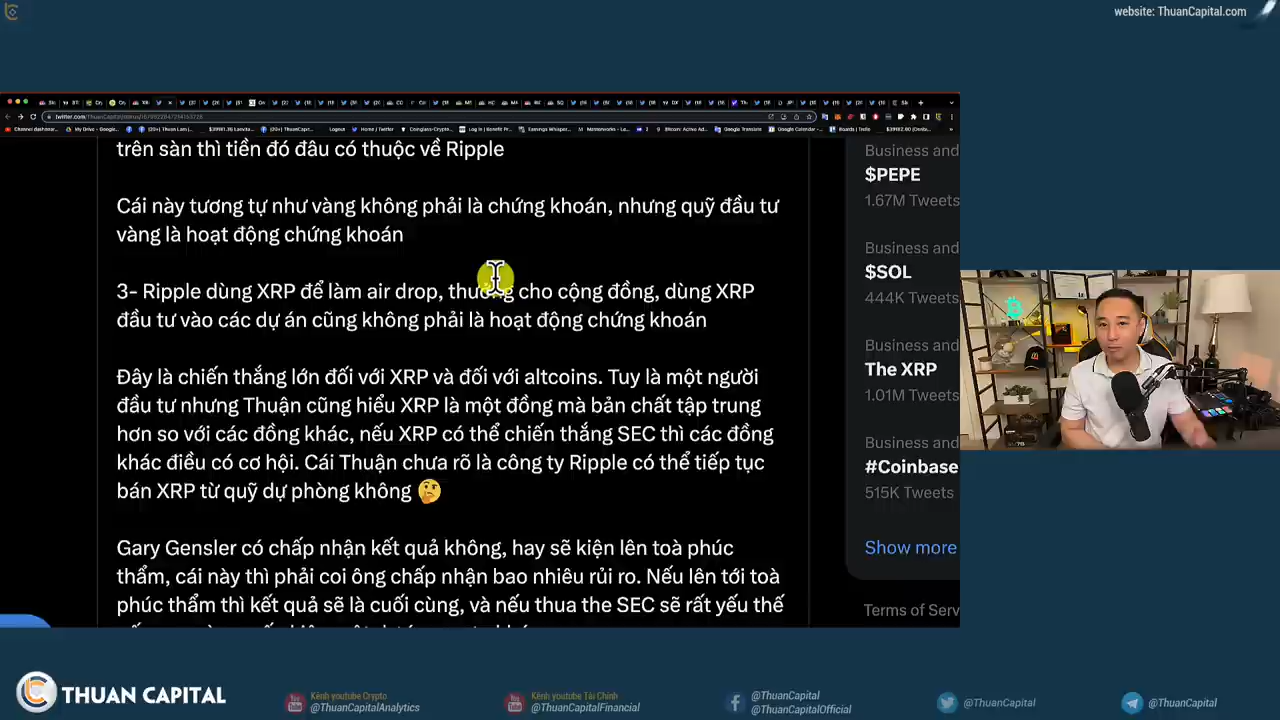 website: ThuanCapital.com
trên sàn thì tiền đó đâu có thuộc về Ripple
Cái này tương tự như vàng không phải là chứng khoán, nhưng quỹ đầu tư
vàng là hoạt động chứng khoán
3- Ripple dùng XRP để làm air drop, thưởng cho cộng đồng, dùng XRP
đầu tư vào các dự án cũng không phải là hoạt động chứng khoán
Đây là chiến thắng lớn đối với XRP và đối với altcoins. Tuy là một người
đầu tư nhưng Thuận cũng hiểu XRP là một đồng mà bản chất tập trung
hơn so với các đồng khác, nếu XRP có thể chiến thắng SEC thì các đồng
khác điều có cơ hội. Cái Thuận chưa rõ là công ty Ripple có thể tiếp tục
bán XRP từ quỹ dự phòng không 🤔
Gary Gensler có chấp nhận kết quả không, hay sẽ kiện lên toà phúc
thẩm, cái này thì phải coi ông chấp nhận bao nhiêu rủi ro. Nếu lên tới toà
phúc thẩm thì kết quả sẽ là cuối cùng, và nếu thua the SEC sẽ rất yếu thế
Business and
$PEPE
1.67M Tweets
Business and
$SOL
444K Tweets
Business and
The XRP
1.01M Tweets
Business and
#Coinbase
515K Tweets
Show more
Terms of Serv
THUAN CAPITAL
Kênh youtube Crypto
@ThuanCapitalAnalytics
Kênh youtube Tài Chính
@ThuanCapitalFinancial
@ThuanCapital
@ThuanCapitalOfficial
@ThuanCapital
@ThuanCapital